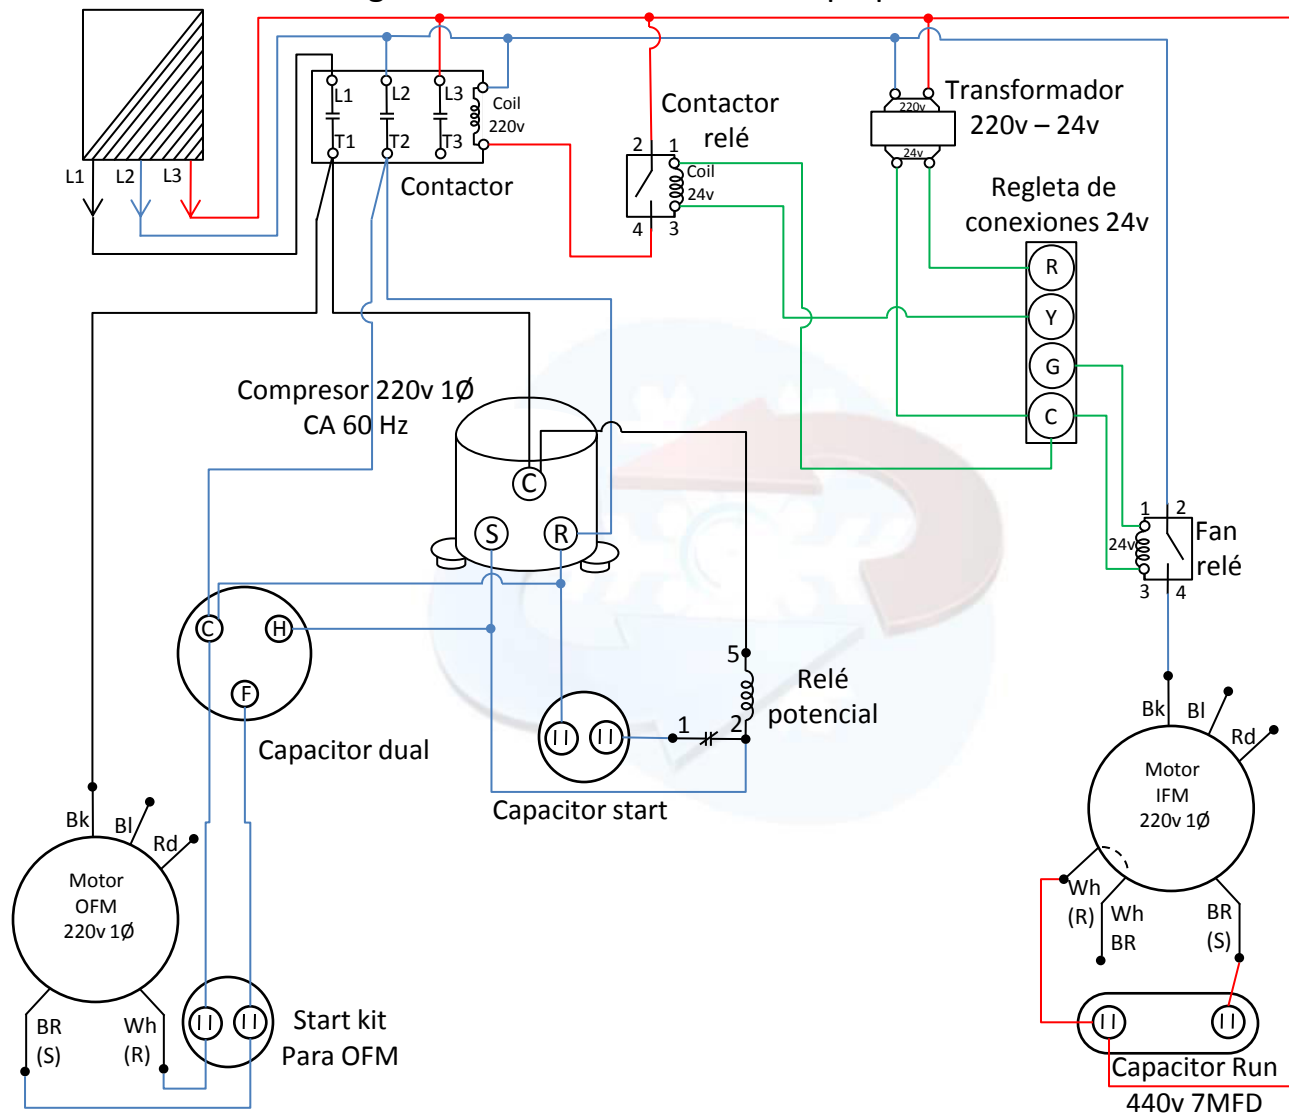 L1
L2
L3
L1
L2
L3
T1
T2
T3
Coil
220v
Contactor
Contactor
relé
2
1
Coil
24v
4
3
220v
24v
Transformador
220v – 24v
Regleta de
conexiones 24v
R
Y
G
C
Compresor 220v 1Ø
CA 60 Hz
C
S
R
C
H
F
Capacitor dual
Capacitor start
5
1
2
Relé
potencial
1
2
24v
3
4
Fan
relé
Bk
Bl
Rd
Motor
OFM
220v 1Ø
BR
(S)
Wh
(R)
Start kit
Para OFM
Bk
Bl
Rd
Motor
IFM
220v 1Ø
Wh
(R)
Wh
BR
BR
(S)
Capacitor Run
440v 7MFD